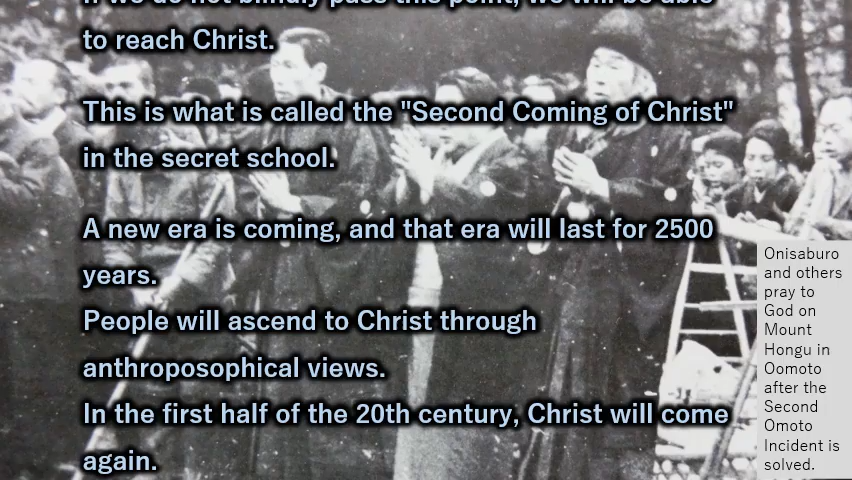 If we do not blindly pass this point, we will be able
to reach Christ.
This is what is called the "Second Coming of Christ"
in the secret school.
A new era is coming, and that era will last for 2500
years.
People will ascend to Christ through
anthroposophical views.
In the first half of the 20th century, Christ will come
again.
Onisaburo
and others
pray to
God on
Mount
Hongu in
Oomoto
after the
Second
Omoto
Incident is
solved.